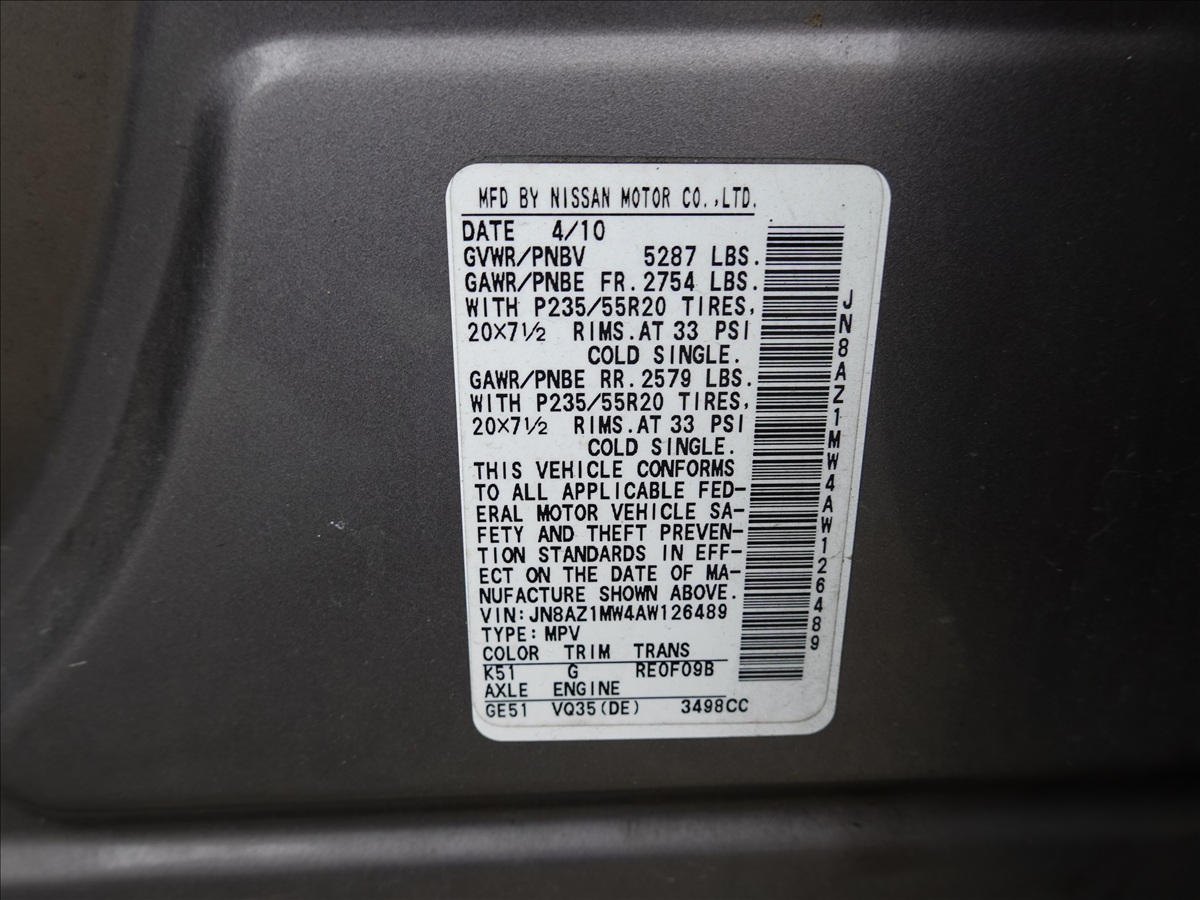 MFD BY NISSAN MOTOR CO.,LTD.
DATE 4/10
GVWR/PNBV 5287 LBS.
GAWR/PNBE FR.2754 LBS.
WITH P235/55R20 TIRES,
20×7½ RIMS.AT 33 PSI
COLD SINGLE.
GAWR/PNBE RR.2579 LBS.
WITH P235/55R20 TIRES,
20×7½ RIMS.AT 33 PSI
COLD SINGLE.
THIS VEHICLE CONFORMS
TO ALL APPLICABLE FED-
ERAL MOTOR VEHICLE SA-
FETY AND THEFT PREVEN-
TION STANDARDS IN EFF-
ECT ON THE DATE OF MA-
NUFACTURE SHOWN ABOVE.
VIN:JN8AZ1MW4AW126489
TYPE:MPV
COLOR TRIM TRANS
K51 G RE0F09B
AXLE ENGINE
GE51 VQ35(DE) 3498CC
JN8AZ1MW4AW126489